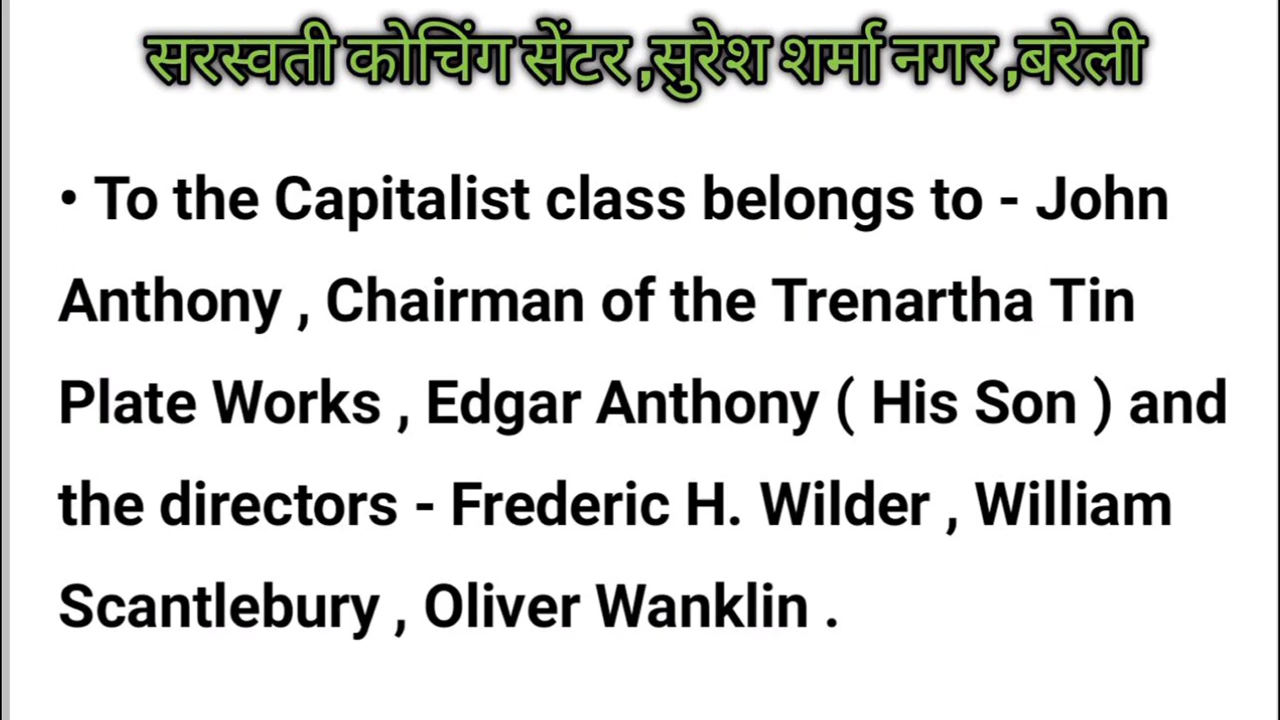 सरस्वती कोचिंग सेंटर ,सुरेश शर्मा नगर ,बरेली
• To the Capitalist class belongs to - John
Anthony , Chairman of the Trenartha Tin
Plate Works , Edgar Anthony ( His Son ) and
the directors - Frederic H. Wilder , William
Scantlebury , Oliver Wanklin .